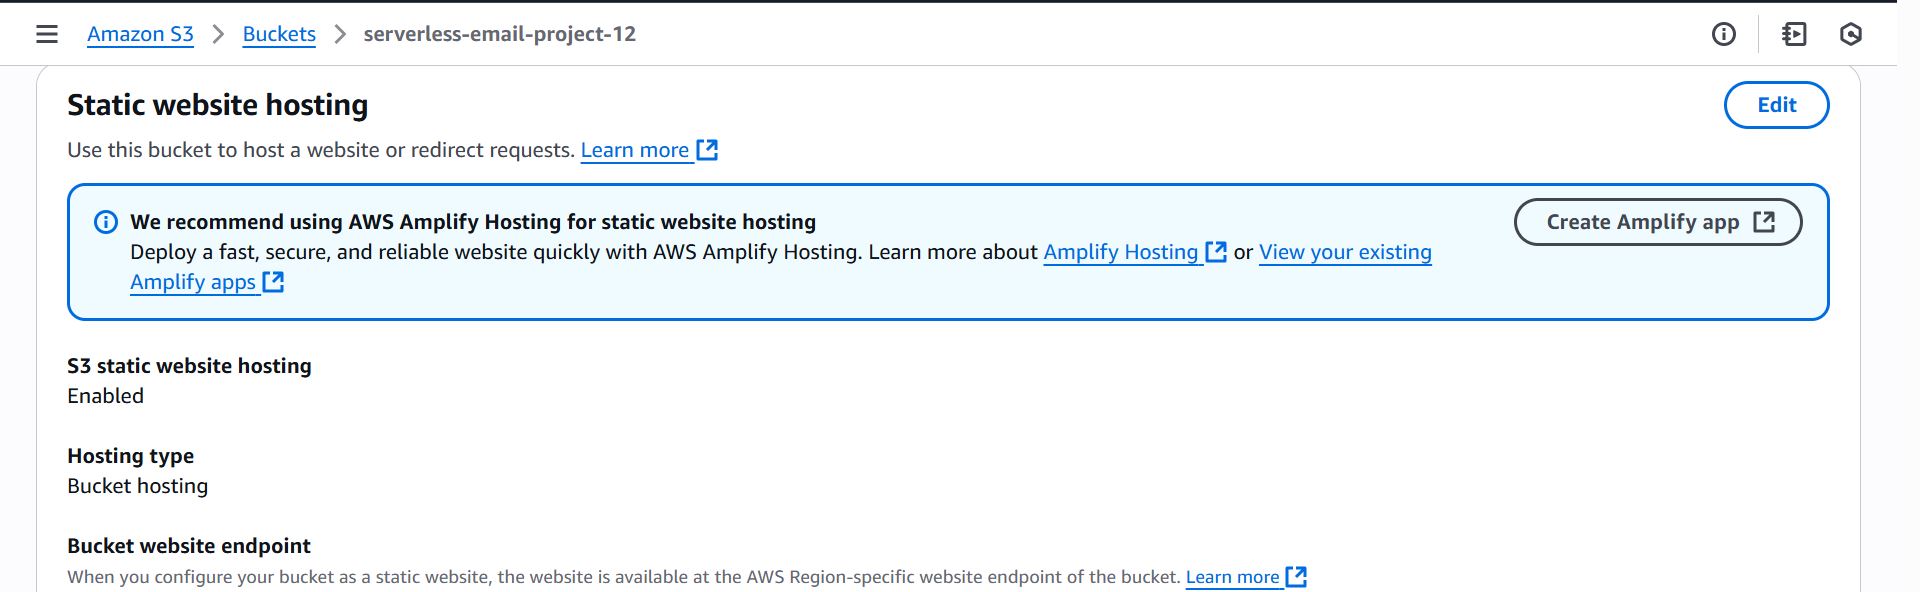 Amazon S3 > Buckets > serverless-email-project-12
Static website hosting
Edit
Use this bucket to host a website or redirect requests. Learn more
We recommend using AWS Amplify Hosting for static website hosting
Create Amplify app
Deploy a fast, secure, and reliable website quickly with AWS Amplify Hosting. Learn more about Amplify Hosting or View your existing
Amplify apps
S3 static website hosting
Enabled
Hosting type
Bucket hosting
Bucket website endpoint
When you configure your bucket as a static website, the website is available at the AWS Region-specific website endpoint of the bucket. Learn more